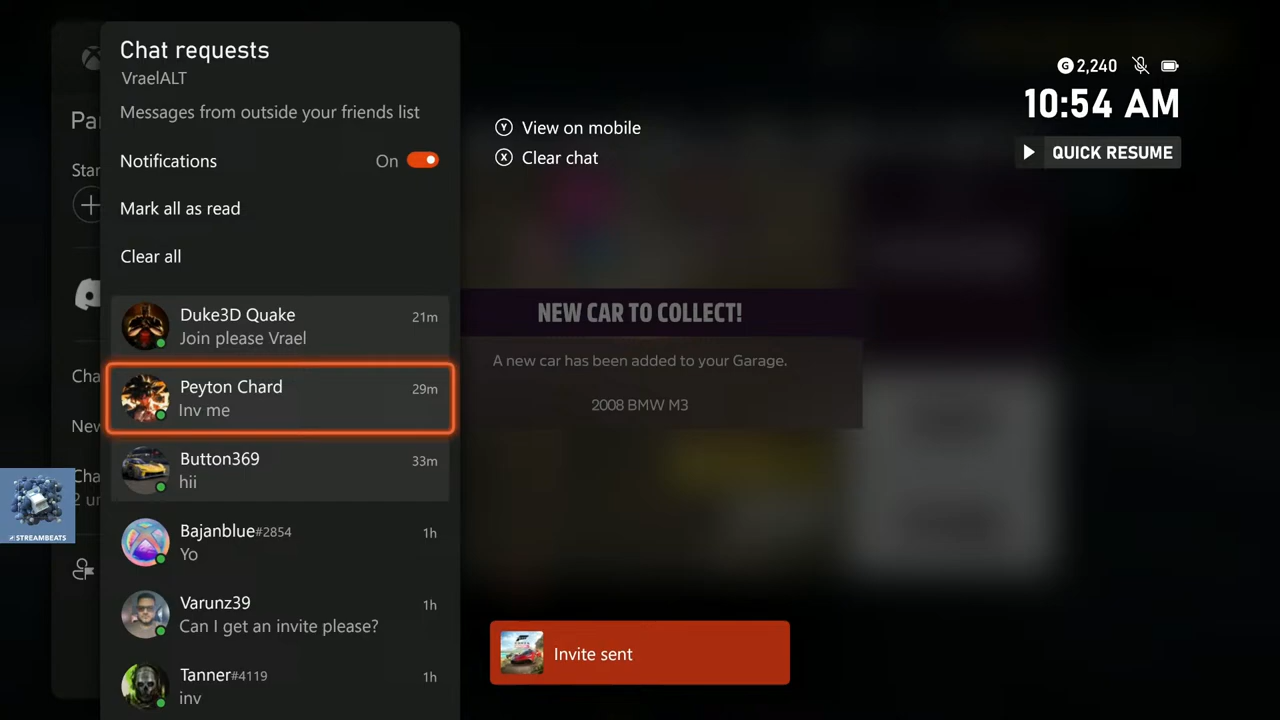 Chat requests
VraelALT
Messages from outside your friends list
Notifications
On
Mark all as read
Clear all
Duke3D Quake
21m
Join please Vrael
Peyton Chard
29m
Inv me
Button369
33m
hii
Bajanblue#2854
1h
Yo
Varunz39
1h
Can I get an invite please?
Tanner#4119
1h
inv
Y View on mobile
X Clear chat
G 2,240
10:54 AM
QUICK RESUME
NEW CAR TO COLLECT!
A new car has been added to your Garage.
2008 BMW M3
Invite sent
STREAMBEATS